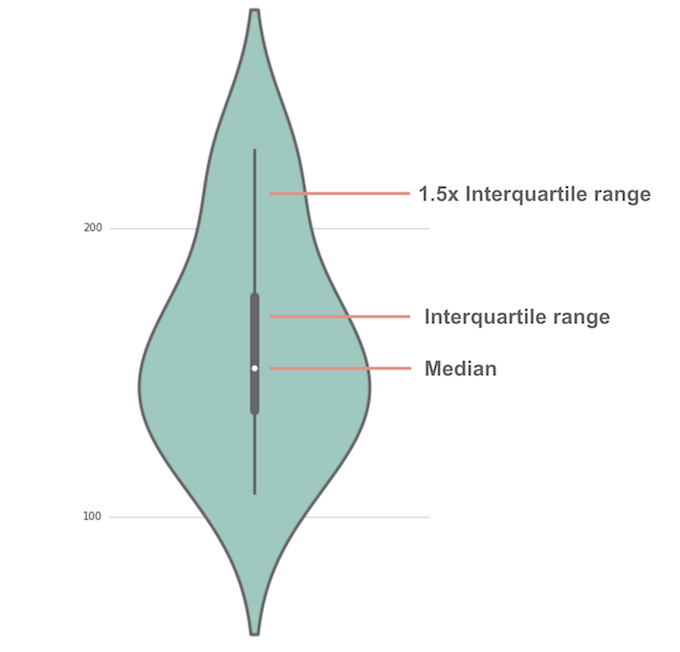 1.5x Interquartile range
200
Interquartile range
Median
100